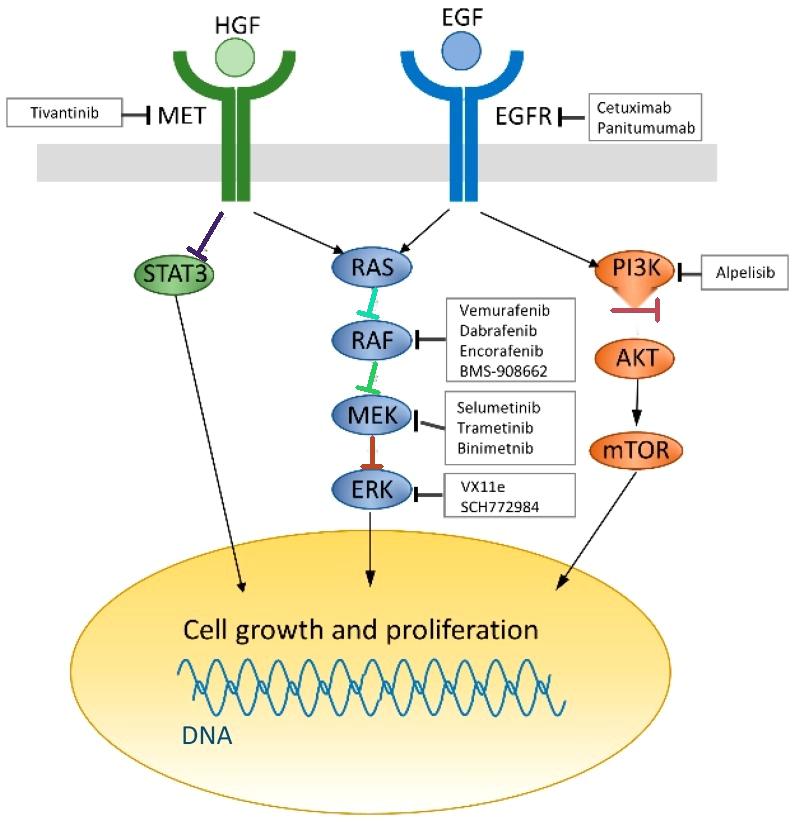 HGF
EGF
Tivantinib
MET
EGFR
Cetuximab
Panitumumab
STAT3
RAS
PI3K
Alpelisib
RAF
Vemurafenib
Dabrafenib
Encorafenib
BMS-908662
AKT
MEK
Selumetinib
Trametinib
Binimetnib
mTOR
ERK
VX11e
SCH772984
Cell growth and proliferation
DNA